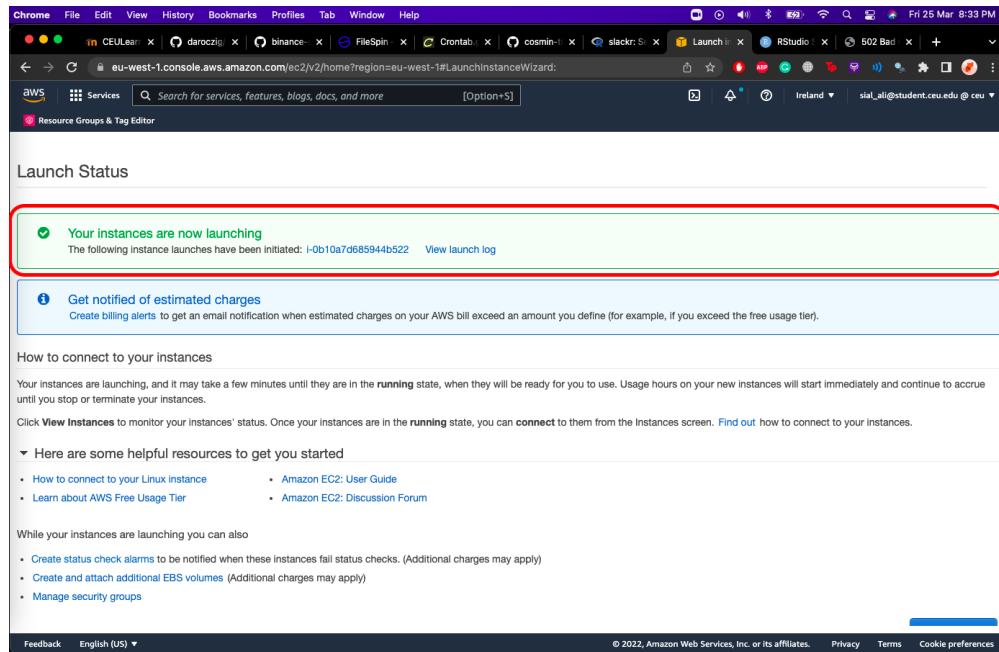 Chrome File Edit View History Bookmarks Profiles Tab Window Help Fri 25 Mar 8:33 PM
CEULearn daroczig/ binance- FileSpin - Crontab. cosmin-t slackr: S Launch in RStudio 502 Bad
eu-west-1.console.aws.amazon.com/ec2/v2/home?region=eu-west-1#LaunchInstanceWizard:
aws Services Search for services, features, blogs, docs, and more [Option+S] Ireland ▼ sial_ali@student.ceu.edu @ ceu ▼
Resource Groups & Tag Editor
Launch Status
Your instances are now launching
The following instance launches have been initiated: i-0b10a7d685944b522 View launch log
Get notified of estimated charges
Create billing alerts to get an email notification when estimated charges on your AWS bill exceed an amount you define (for example, if you exceed the free usage tier).
How to connect to your instances
Your instances are launching, and it may take a few minutes until they are in the running state, when they will be ready for you to use. Usage hours on your new instances will start immediately and continue to accrue
until you stop or terminate your instances.
Click View Instances to monitor your instances' status. Once your instances are in the running state, you can connect to them from the Instances screen. Find out how to connect to your instances.
▼ Here are some helpful resources to get you started
• How to connect to your Linux instance • Amazon EC2: User Guide
• Learn about AWS Free Usage Tier • Amazon EC2: Discussion Forum
While your instances are launching you can also
• Create status check alarms to be notified when these instances fail status checks. (Additional charges may apply)
• Create and attach additional EBS volumes (Additional charges may apply)
• Manage security groups
Feedback English (US) ▼ © 2022, Amazon Web Services, Inc. or its affiliates. Privacy Terms Cookie preferences